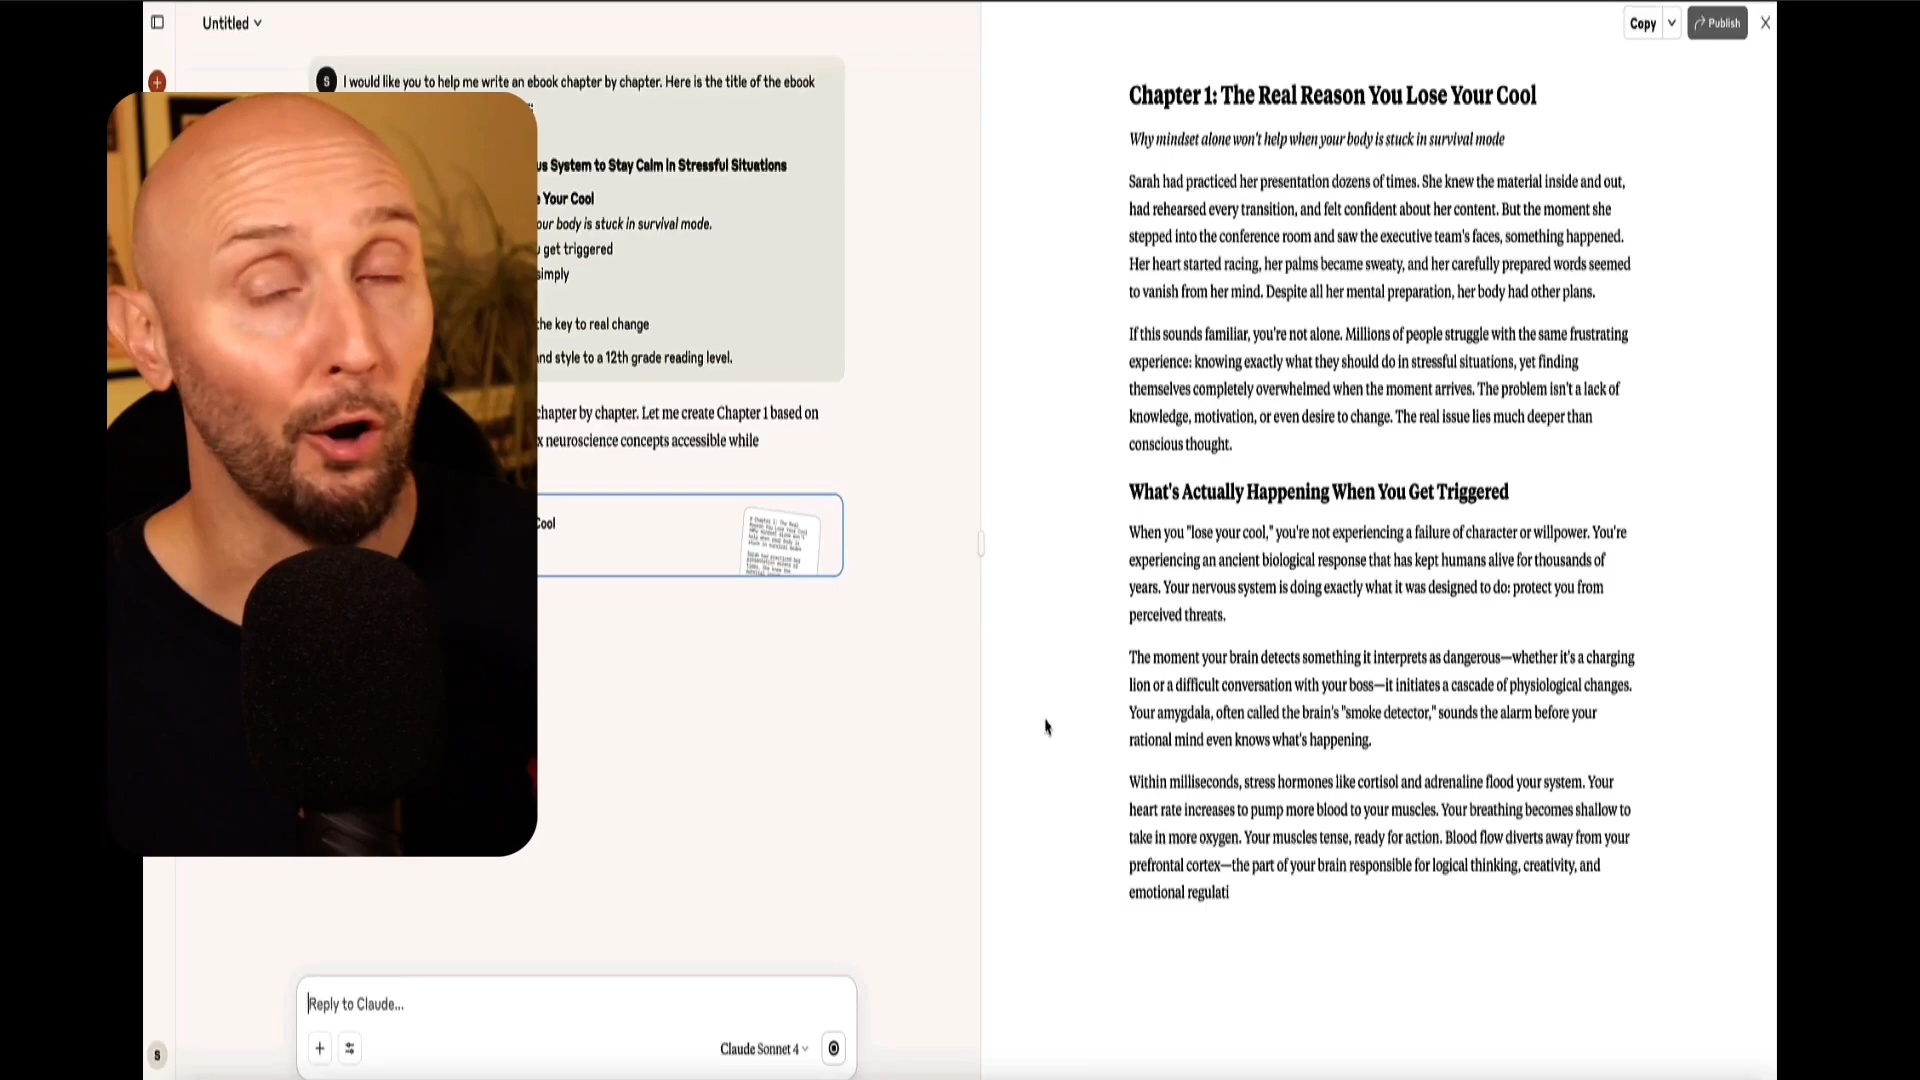 Untitled
Copy
Publish
S
I would like you to help me write an ebook chapter by chapter. Here is the title of the ebook
System to Stay Calm in Stressful Situations
Your Cool
our body is stuck in survival mode.
get triggered
simply
the key to real change
and style to a 12th grade reading level.
chapter by chapter. Let me create Chapter 1 based on
neuroscience concepts accessible while
Cool
Reply to Claude...
Claude Sonnet 4
S
Chapter 1: The Real Reason You Lose Your Cool
Why mindset alone won't help when your body is stuck in survival mode
Sarah had practiced her presentation dozens of times. She knew the material inside and out,
had rehearsed every transition, and felt confident about her content. But the moment she
stepped into the conference room and saw the executive team's faces, something happened.
Her heart started racing, her palms became sweaty, and her carefully prepared words seemed
to vanish from her mind. Despite all her mental preparation, her body had other plans.
If this sounds familiar, you're not alone. Millions of people struggle with the same frustrating
experience: knowing exactly what they should do in stressful situations, yet finding
themselves completely overwhelmed when the moment arrives. The problem isn't a lack of
knowledge, motivation, or even desire to change. The real issue lies much deeper than
conscious thought.
What's Actually Happening When You Get Triggered
When you "lose your cool," you're not experiencing a failure of character or willpower. You're
experiencing an ancient biological response that has kept humans alive for thousands of
years. Your nervous system is doing exactly what it was designed to do: protect you from
perceived threats.
The moment your brain detects something it interprets as dangerous—whether it's a charging
lion or a difficult conversation with your boss—it initiates a cascade of physiological changes.
Your amygdala, often called the brain's "smoke detector," sounds the alarm before your
rational mind even knows what's happening.
Within milliseconds, stress hormones like cortisol and adrenaline flood your system. Your
heart rate increases to pump more blood to your muscles. Your breathing becomes shallow to
take in more oxygen. Your muscles tense, ready for action. Blood flow diverts away from your
prefrontal cortex—the part of your brain responsible for logical thinking, creativity, and
emotional regulati